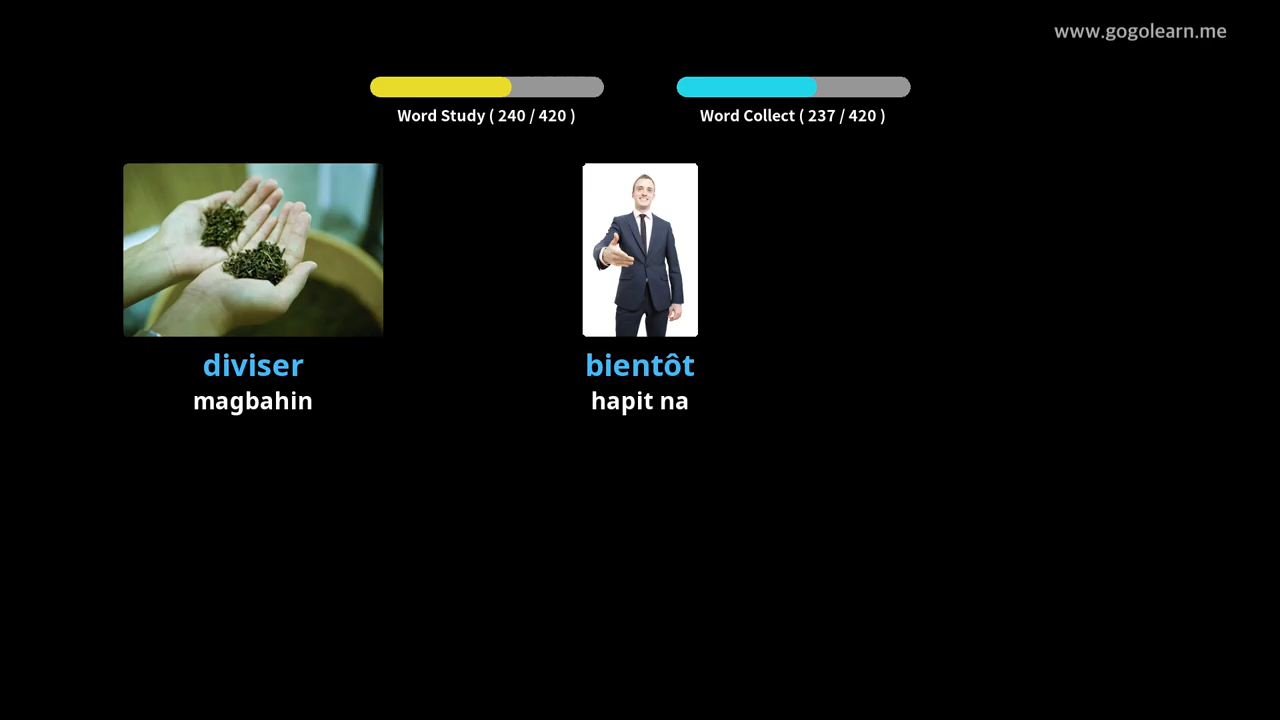 www.gogolearn.me
Word Study ( 240 / 420 )
Word Collect ( 237 / 420 )
diviser
magbahin
bientôt
hapit na